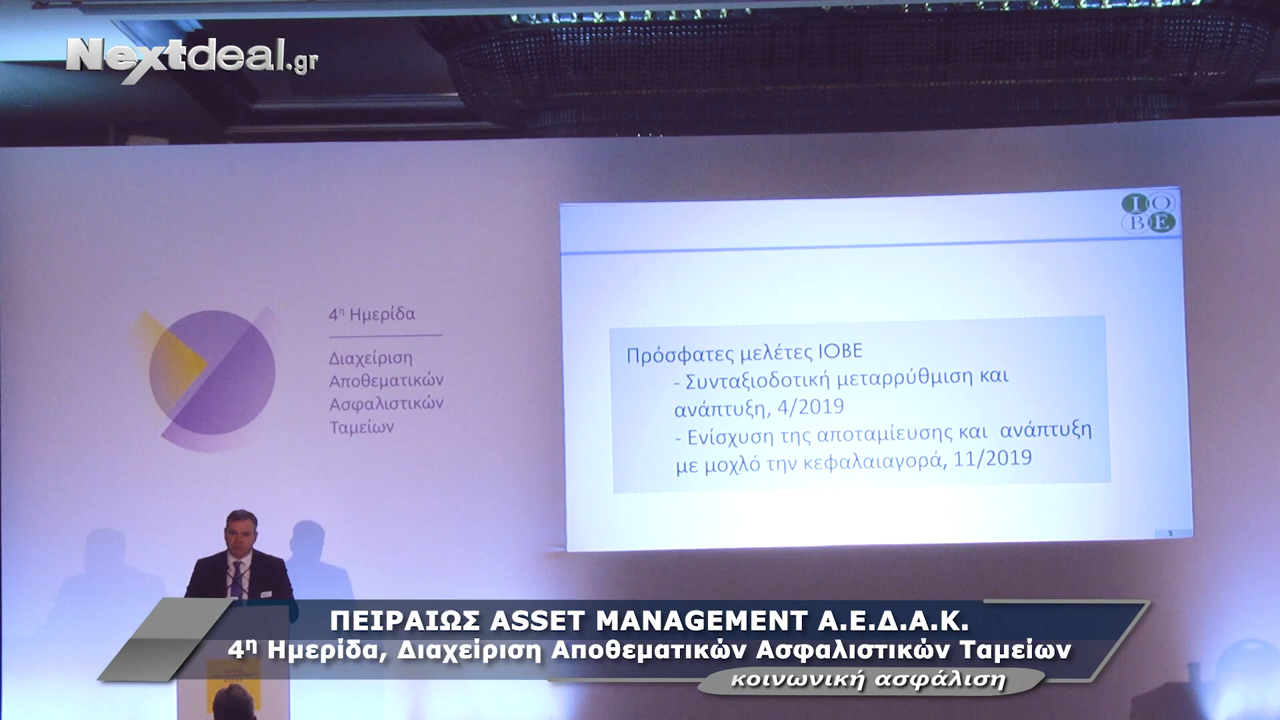 Nextdeal.gr
4η Ημερίδα
Διαχείριση
Αποθεματικών
Ασφαλιστικών
Ταμείων
Ι Ο
Β Ε
Πρόσφατες μελέτες ΙΟΒΕ
- Συνταξιοδοτική μεταρρύθμιση και
ανάπτυξη, 4/2019
- Ενίσχυση της αποταμίευσης και ανάπτυξη
με μοχλό την κεφαλαιαγορά, 11/2019
5
ΠΕΙΡΑΙΩΣ ASSET MANAGEMENT Α.Ε.Δ.Α.Κ.
4η Ημερίδα, Διαχείριση Αποθεματικών Ασφαλιστικών Ταμείων
κοινωνική ασφάλιση